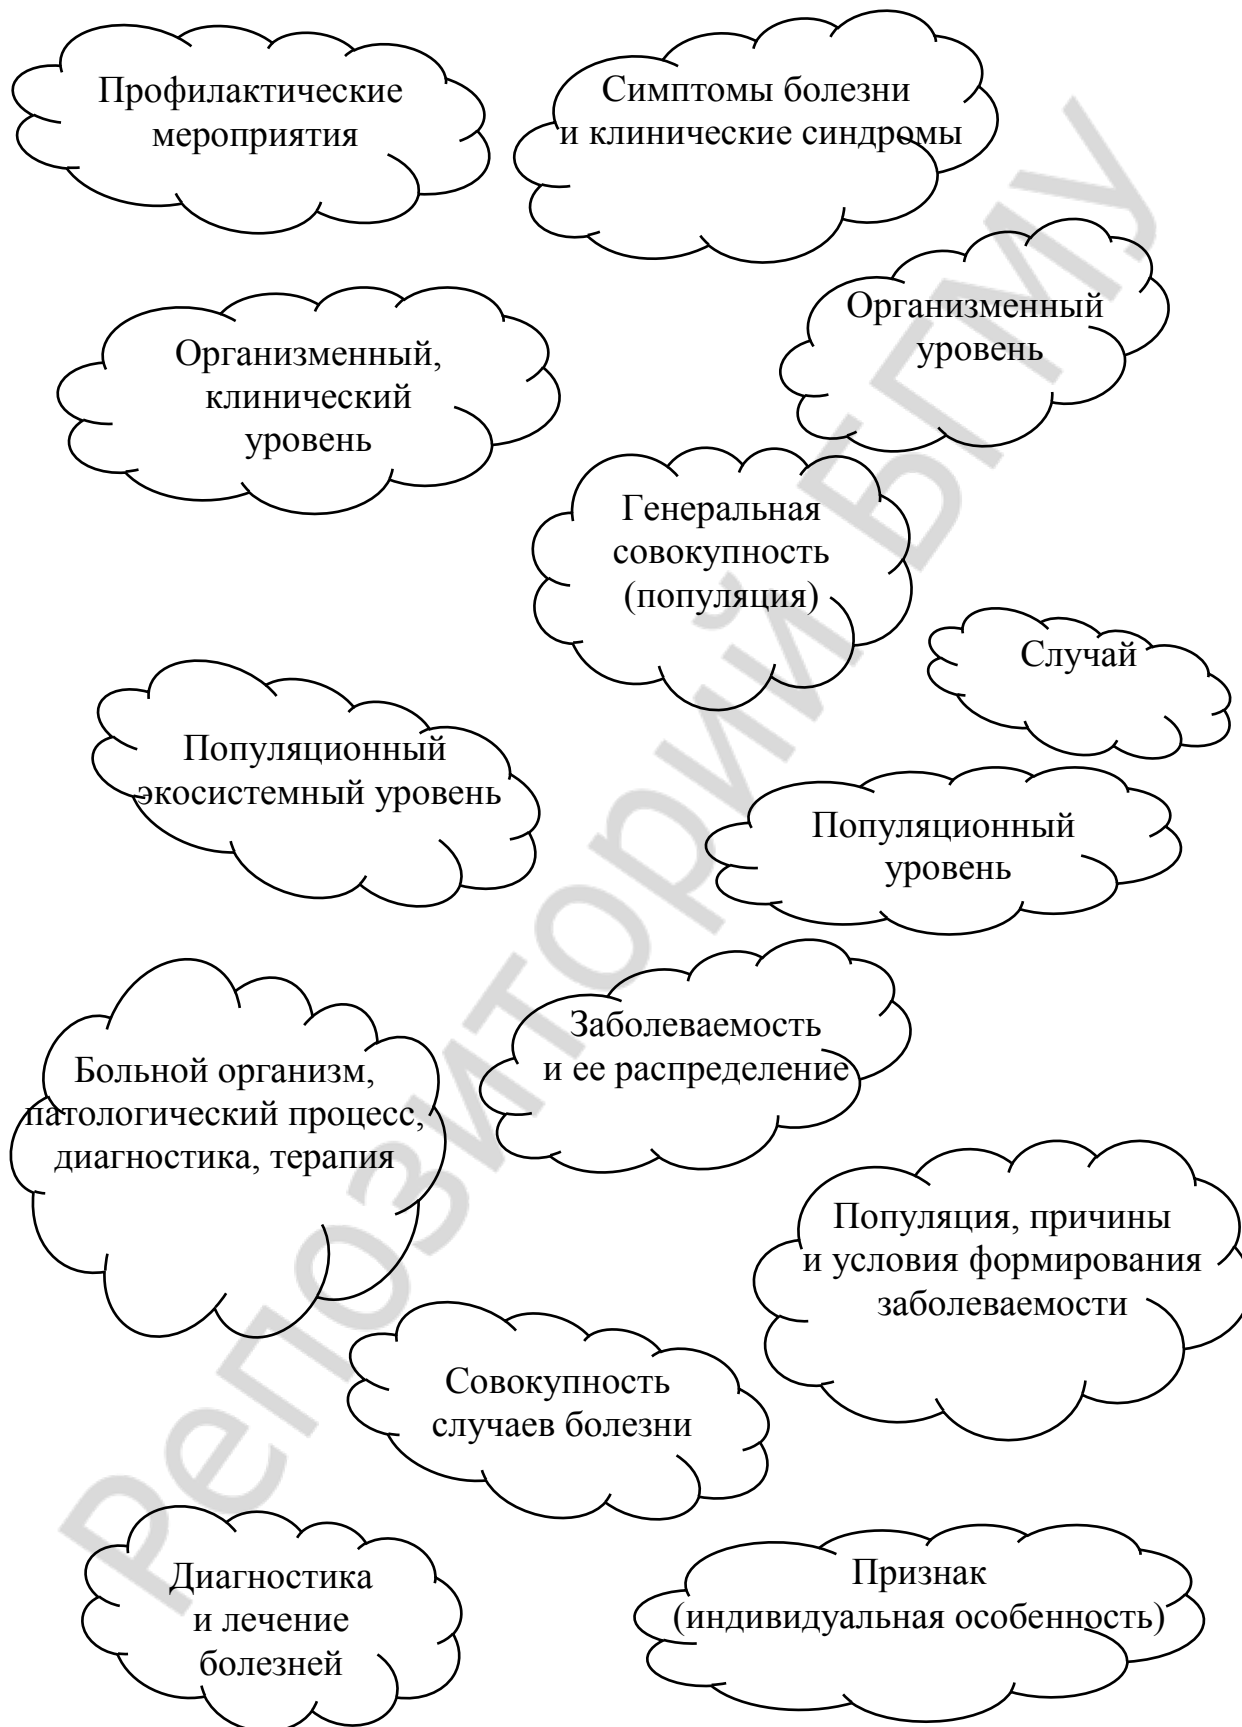 Профилактические
мероприятия
Симптомы болезни
и клинические синдромы
Организменный
уровень
Организменный,
клинический
уровень
Генеральная
совокупность
(популяция)
Случай
Популяционный
экосистемный уровень
Популяционный
уровень
Заболеваемость
и ее распределение
Больной организм,
патологический процесс,
диагностика, терапия
Популяция, причины
и условия формирования
заболеваемости
Совокупность
случаев болезни
Диагностика
и лечение
болезней
Признак
(индивидуальная особенность)
Репозиторий БГМУ